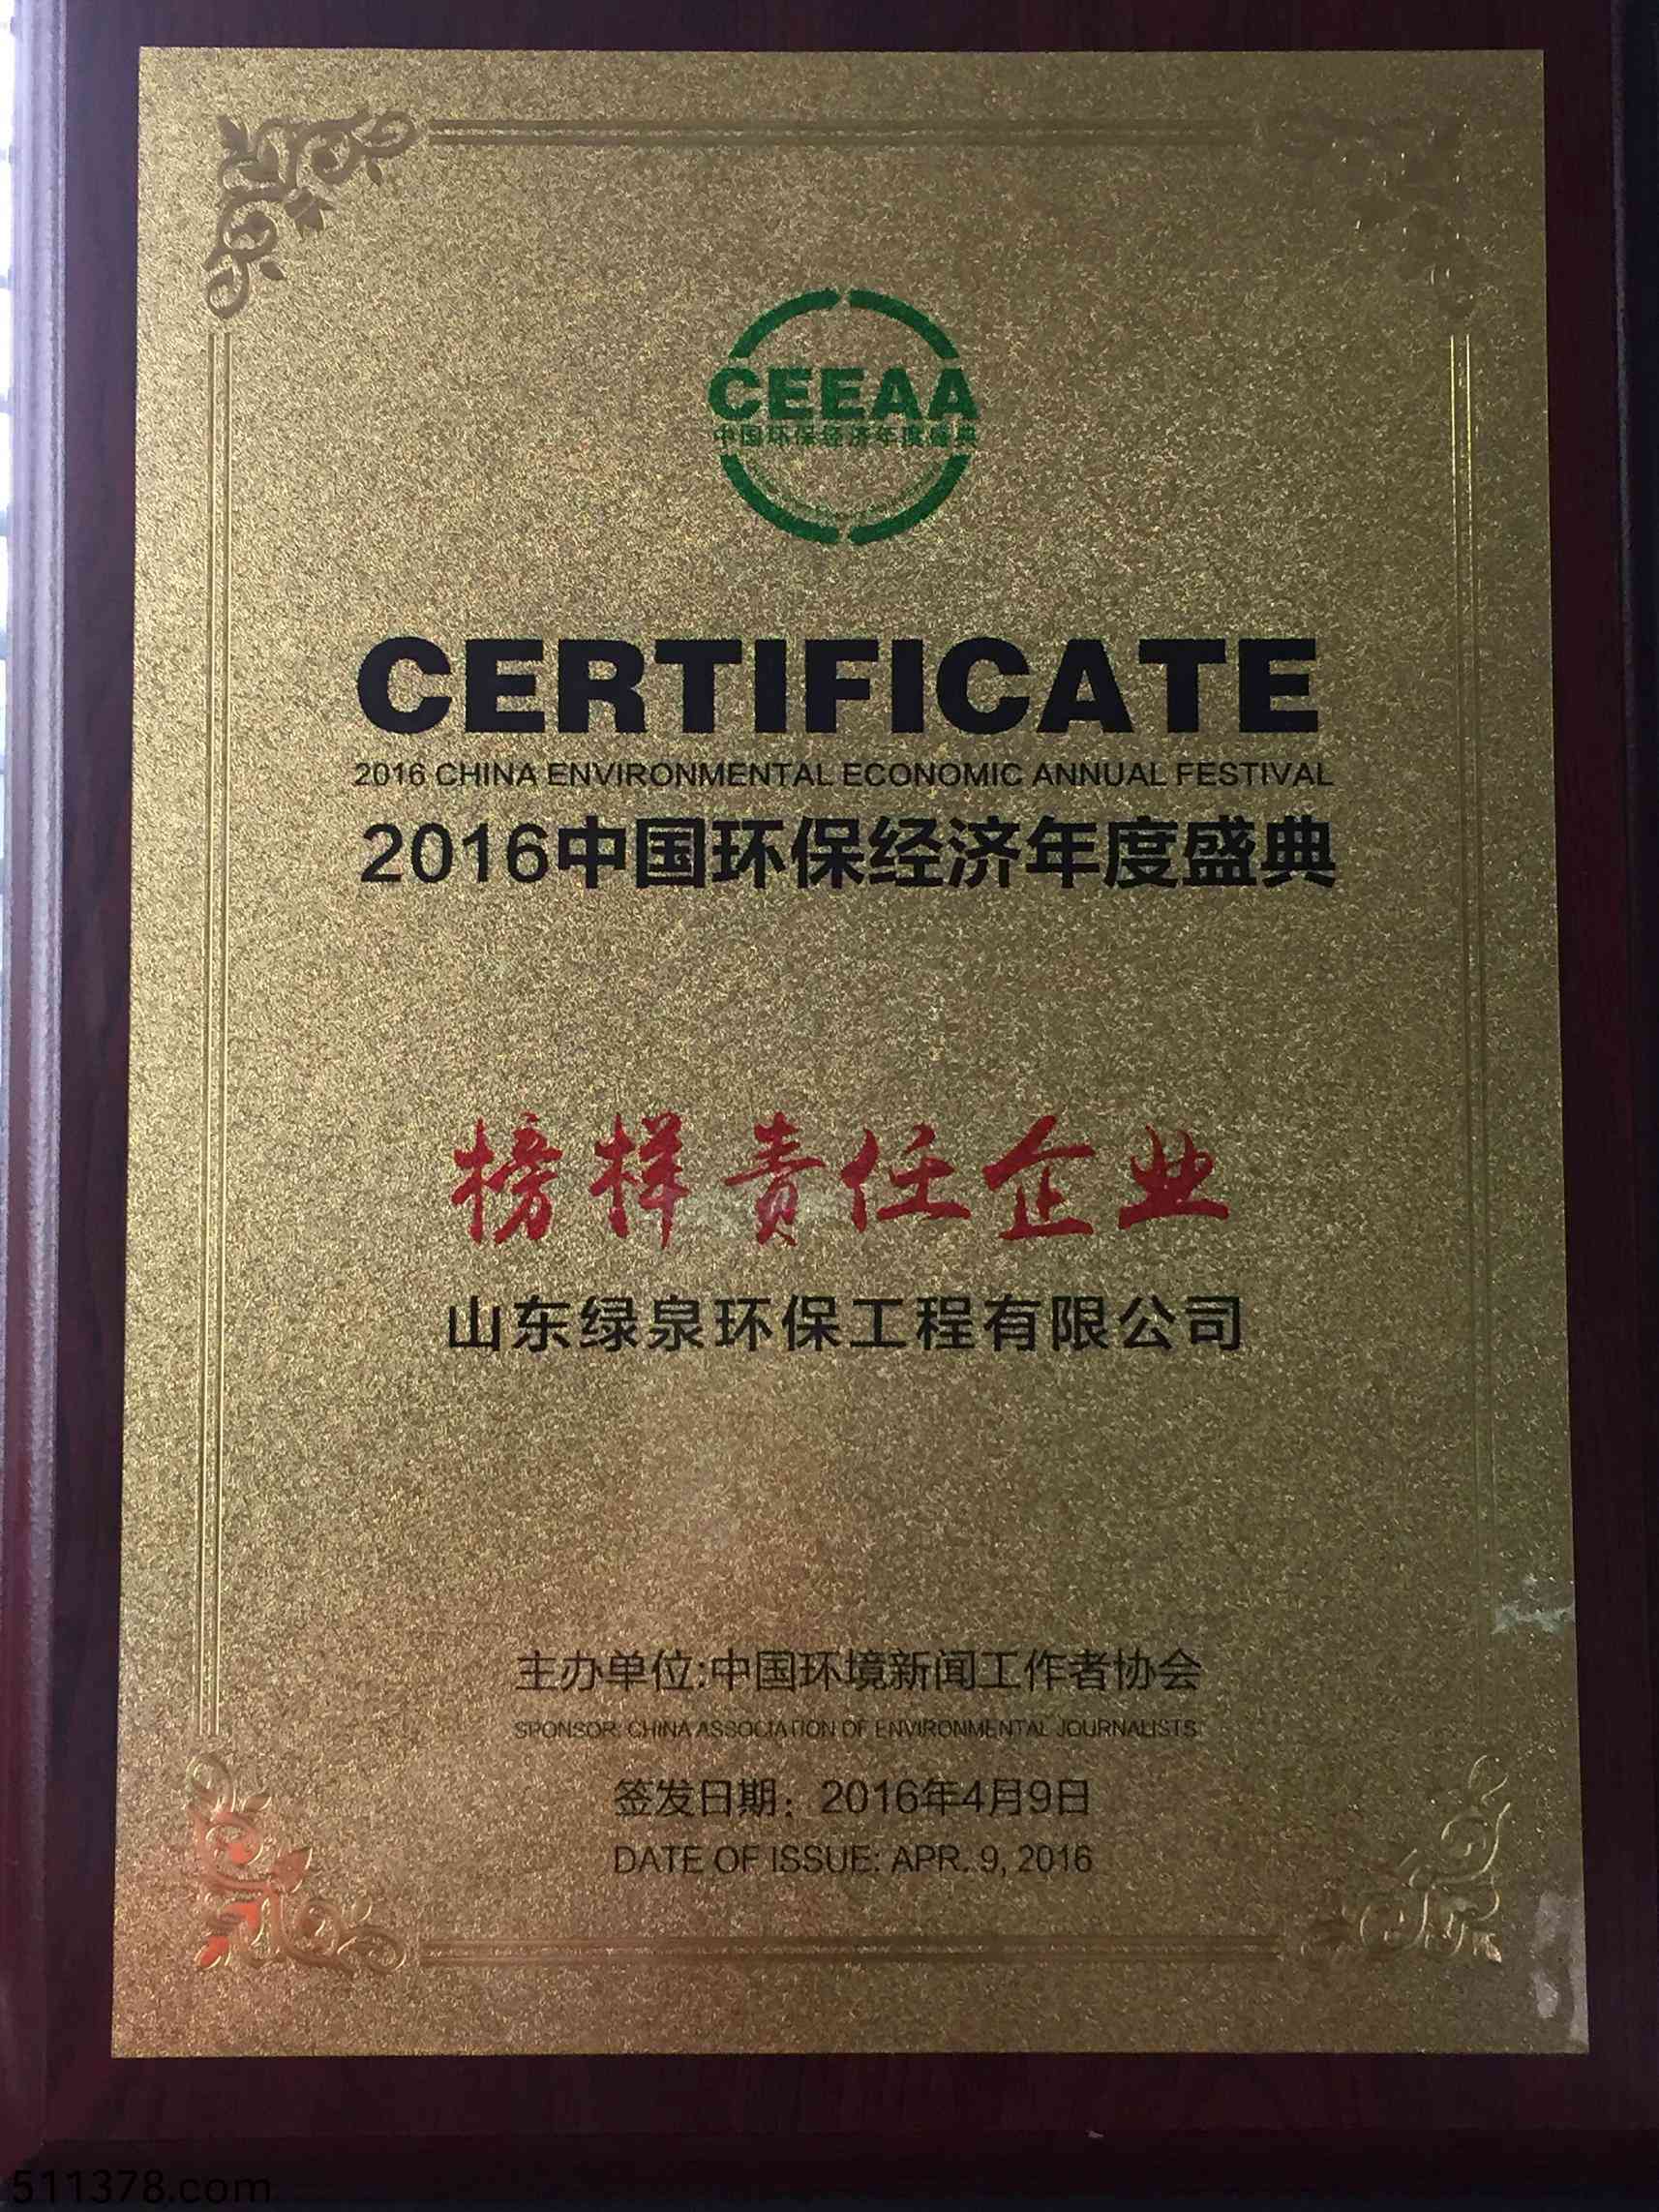 CEEAA
中国环保经济年度盛典
CERTIFICATE
2016 CHINA ENVIRONMENTAL ECONOMIC ANNUAL FESTIVAL
2016中国环保经济年度盛典
榜样责任企业
山东绿泉环保工程有限公司
主办单位:中国环境新闻工作者协会
SPONSOR: CHINA ASSOCIATION OF ENVIRONMENTAL JOURNALISTS
签发日期：2016年4月9日
DATE OF ISSUE: APR. 9, 2016
511378.com